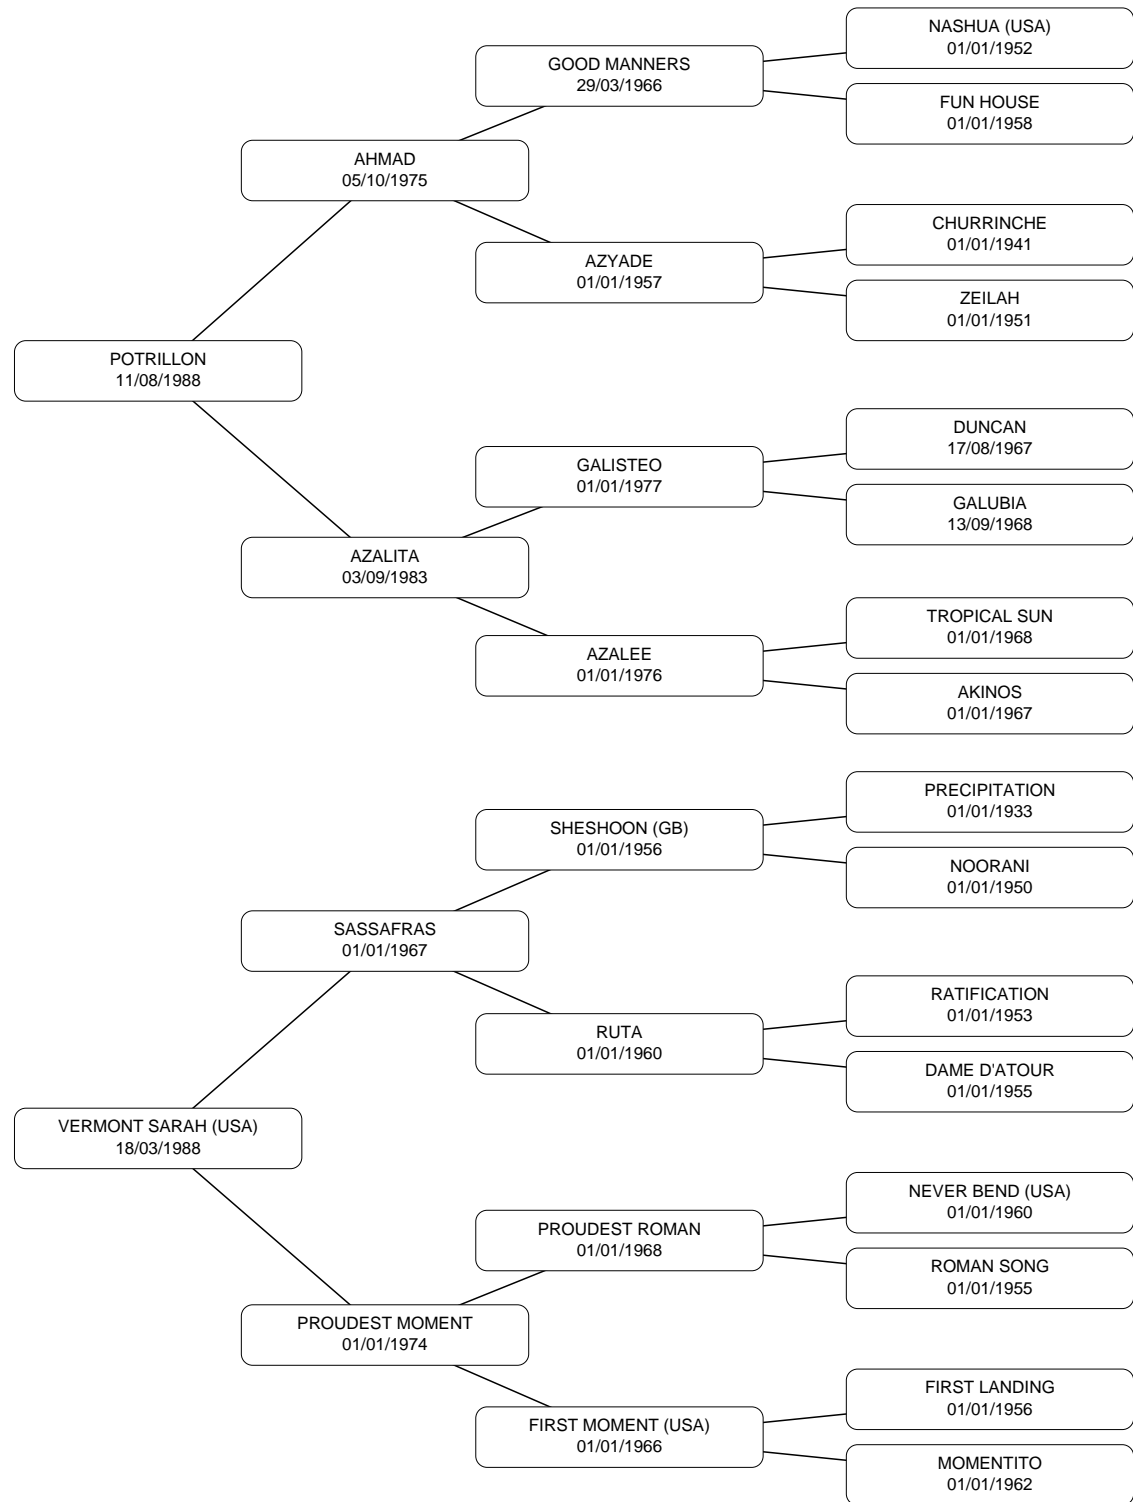 NASHUA (USA)
01/01/1952
GOOD MANNERS
29/03/1966
FUN HOUSE
01/01/1958
AHMAD
05/10/1975
CHURRINCHE
01/01/1941
AZYADE
01/01/1957
ZEILAH
01/01/1951
POTRILLON
11/08/1988
DUNCAN
17/08/1967
GALISTEO
01/01/1977
GALUBIA
13/09/1968
AZALITA
03/09/1983
TROPICAL SUN
01/01/1968
AZALEE
01/01/1976
AKINOS
01/01/1967
PRECIPITATION
01/01/1933
SHESHOON (GB)
01/01/1956
NOORANI
01/01/1950
SASSAFRAS
01/01/1967
RATIFICATION
01/01/1953
RUTA
01/01/1960
DAME D'ATOUR
01/01/1955
VERMONT SARAH (USA)
18/03/1988
NEVER BEND (USA)
01/01/1960
PROUDEST ROMAN
01/01/1968
ROMAN SONG
01/01/1955
PROUDEST MOMENT
01/01/1974
FIRST LANDING
01/01/1956
FIRST MOMENT (USA)
01/01/1966
MOMENTITO
01/01/1962